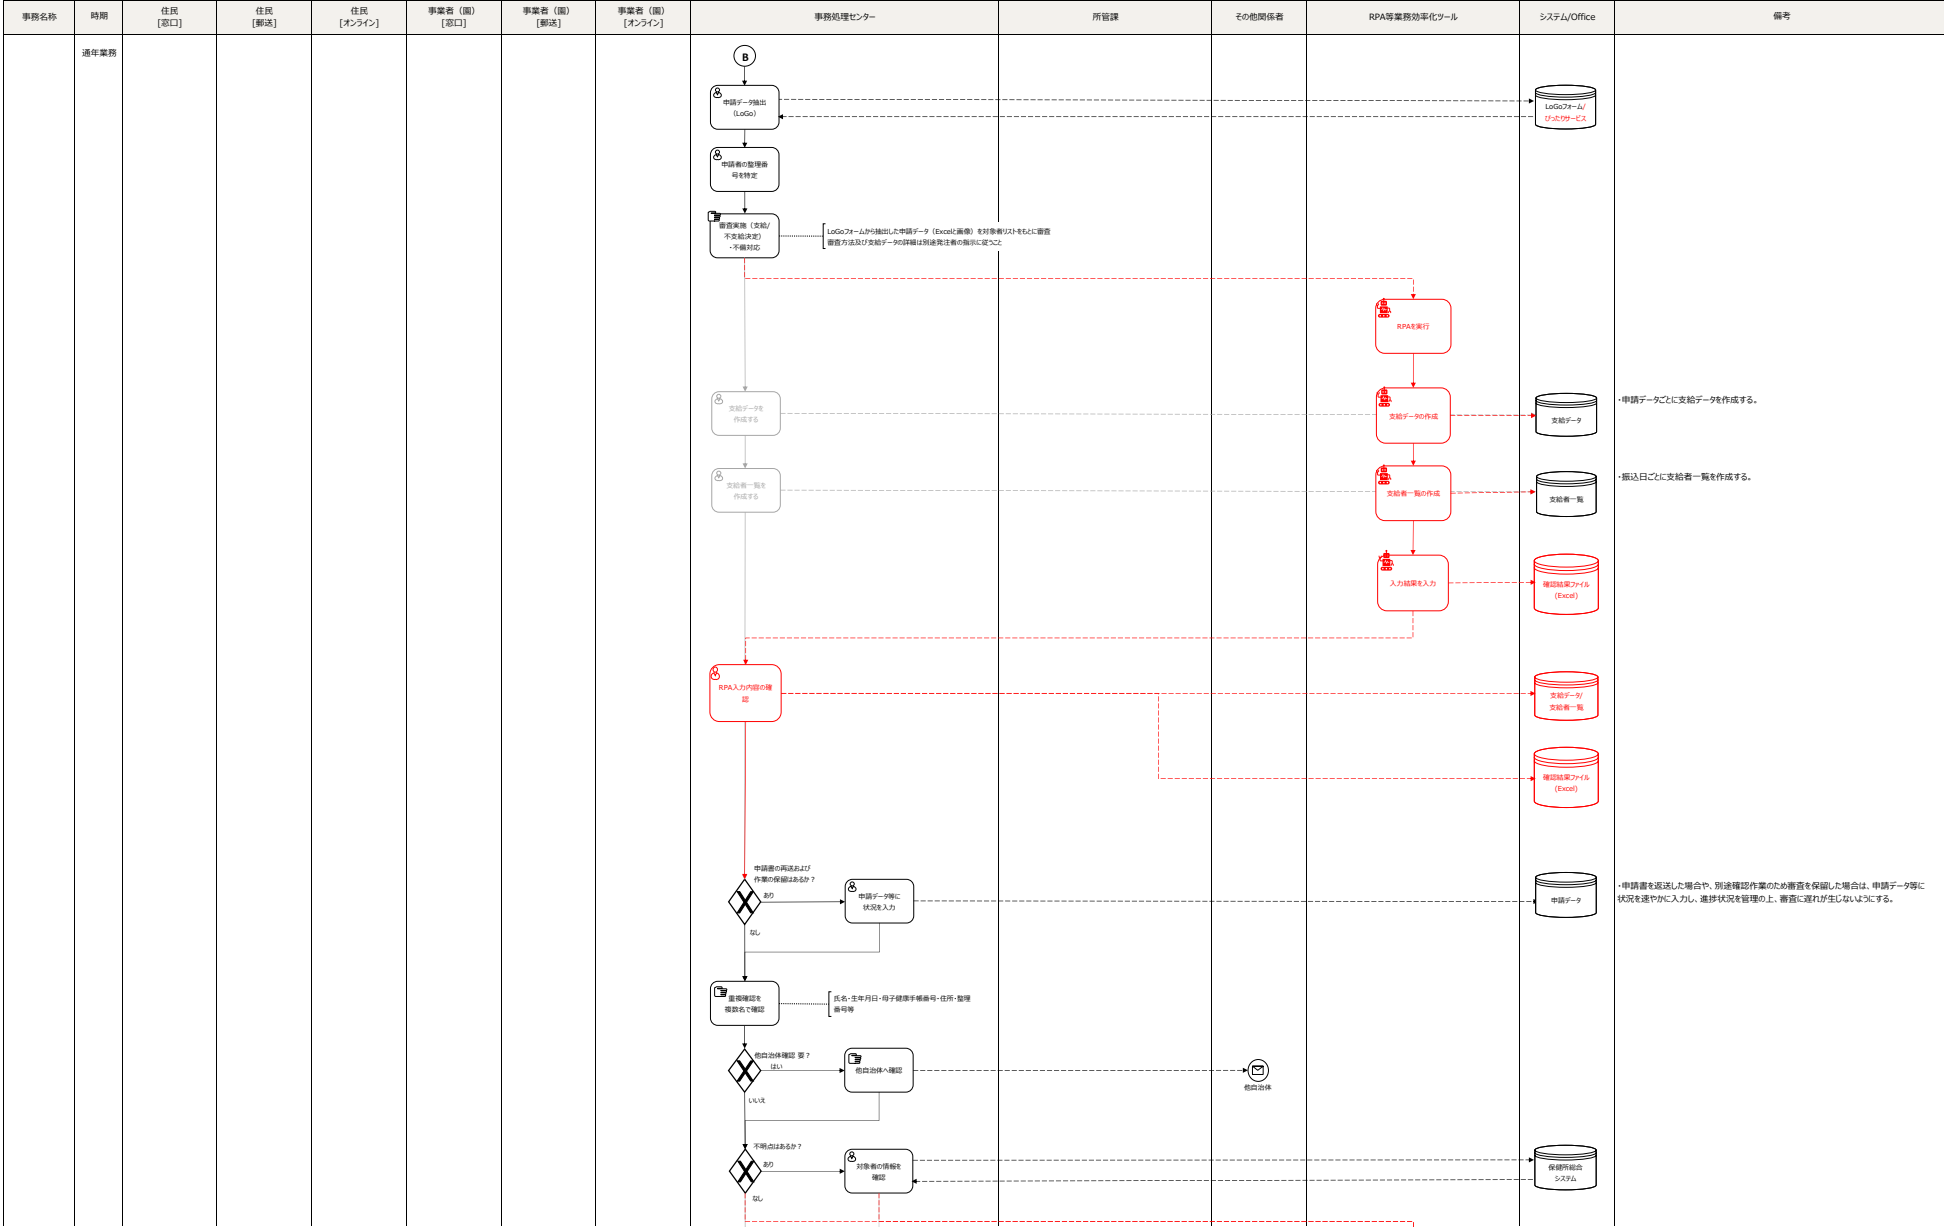 事務名称
時期
住民
[窓口]
住民
[郵送]
住民
[オンライン]
事業者（園）
[窓口]
事業者（園）
[郵送]
事業者（園）
[オンライン]
事務処理センター
所管課
その他関係者
RPA等業務効率化ツール
システム/Office
備考
通年業務
B
申請データ抽出
（LoGo）
LoGoフォーム/
ぴったりサービス
申請者の整理番
号を特定
審査実施（支給/
不支給決定）
・不備対応
LoGoフォームから抽出した申請データ（Excelと画像）を対象者リストをもとに審査
審査方法及び支給データの詳細は別途発注者の指示に従うこと
RPAを実行
支給データを
作成する
支給データの作成
支給データ
・申請データごとに支給データを作成する。
支給者一覧を
作成する
支給者一覧の作成
支給者一覧
・振込日ごとに支給者一覧を作成する。
入力結果を入力
確認結果ファイル
(Excel)
RPA入力内容の確
認
支給データ/
支給者一覧
確認結果ファイル
(Excel)
申請書の再送および
作業の保留はあるか？
あり
なし
申請データ等に
状況を入力
申請データ
・申請書を返送した場合や、別途確認作業のため審査を保留した場合は、申請データ等に
状況を速やかに入力し、進捗状況を管理の上、審査に遅れが生じないようにする。
重複確認を
複数名で確認
氏名・生年月日・母子健康手帳番号・住所・整理
番号等
他自治体確認 要？
はい
いいえ
他自治体へ確認
他自治体
不明点はあるか？
あり
なし
対象者の情報を
確認
保健所総合
システム